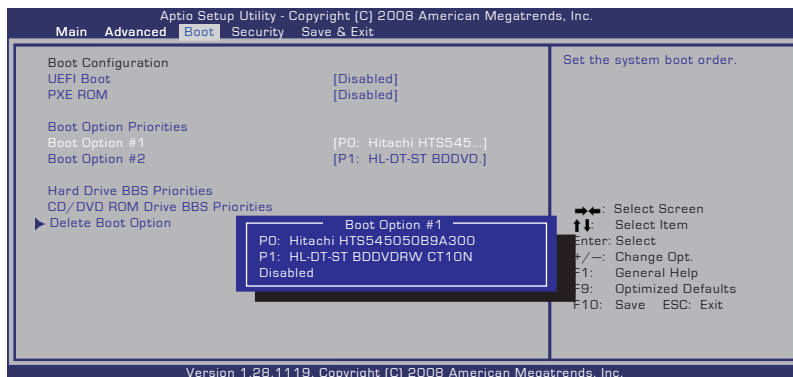 Aptio Setup Utility - Copyright (C) 2008 American Megatrends, Inc.
Main Advanced Boot Security Save & Exit
Boot Configuration
UEFI Boot [Disabled]
PXE ROM [Disabled]
Boot Option Priorities
Boot Option #1 [P0: Hitachi HTS545...]
Boot Option #2 [P1: HL-DT-ST BDDVD.]
Hard Drive BBS Priorities
CD/DVD ROM Drive BBS Priorities
Delete Boot Option
Boot Option #1
P0: Hitachi HTS545050B9A300
P1: HL-DT-ST BDDVDRW CT10N
Disabled
Set the system boot order.
→←: Select Screen
↑↓: Select Item
Enter: Select
+/—: Change Opt.
F1: General Help
F9: Optimized Defaults
F10: Save ESC: Exit
Version 1.28.1119. Copyright (C) 2008 American Megatrends, Inc.